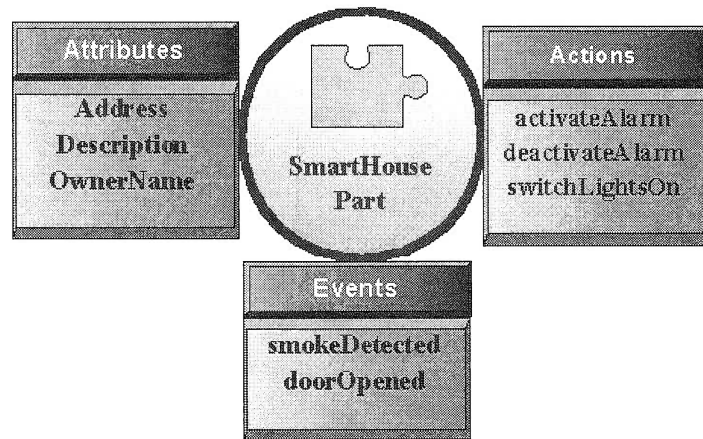 Attributes
Address
Description
OwnerName
SmartHouse
Part
Actions
activateAlarm
deactivateAlarm
switchLightsOn
Events
smokeDetected
doorOpened